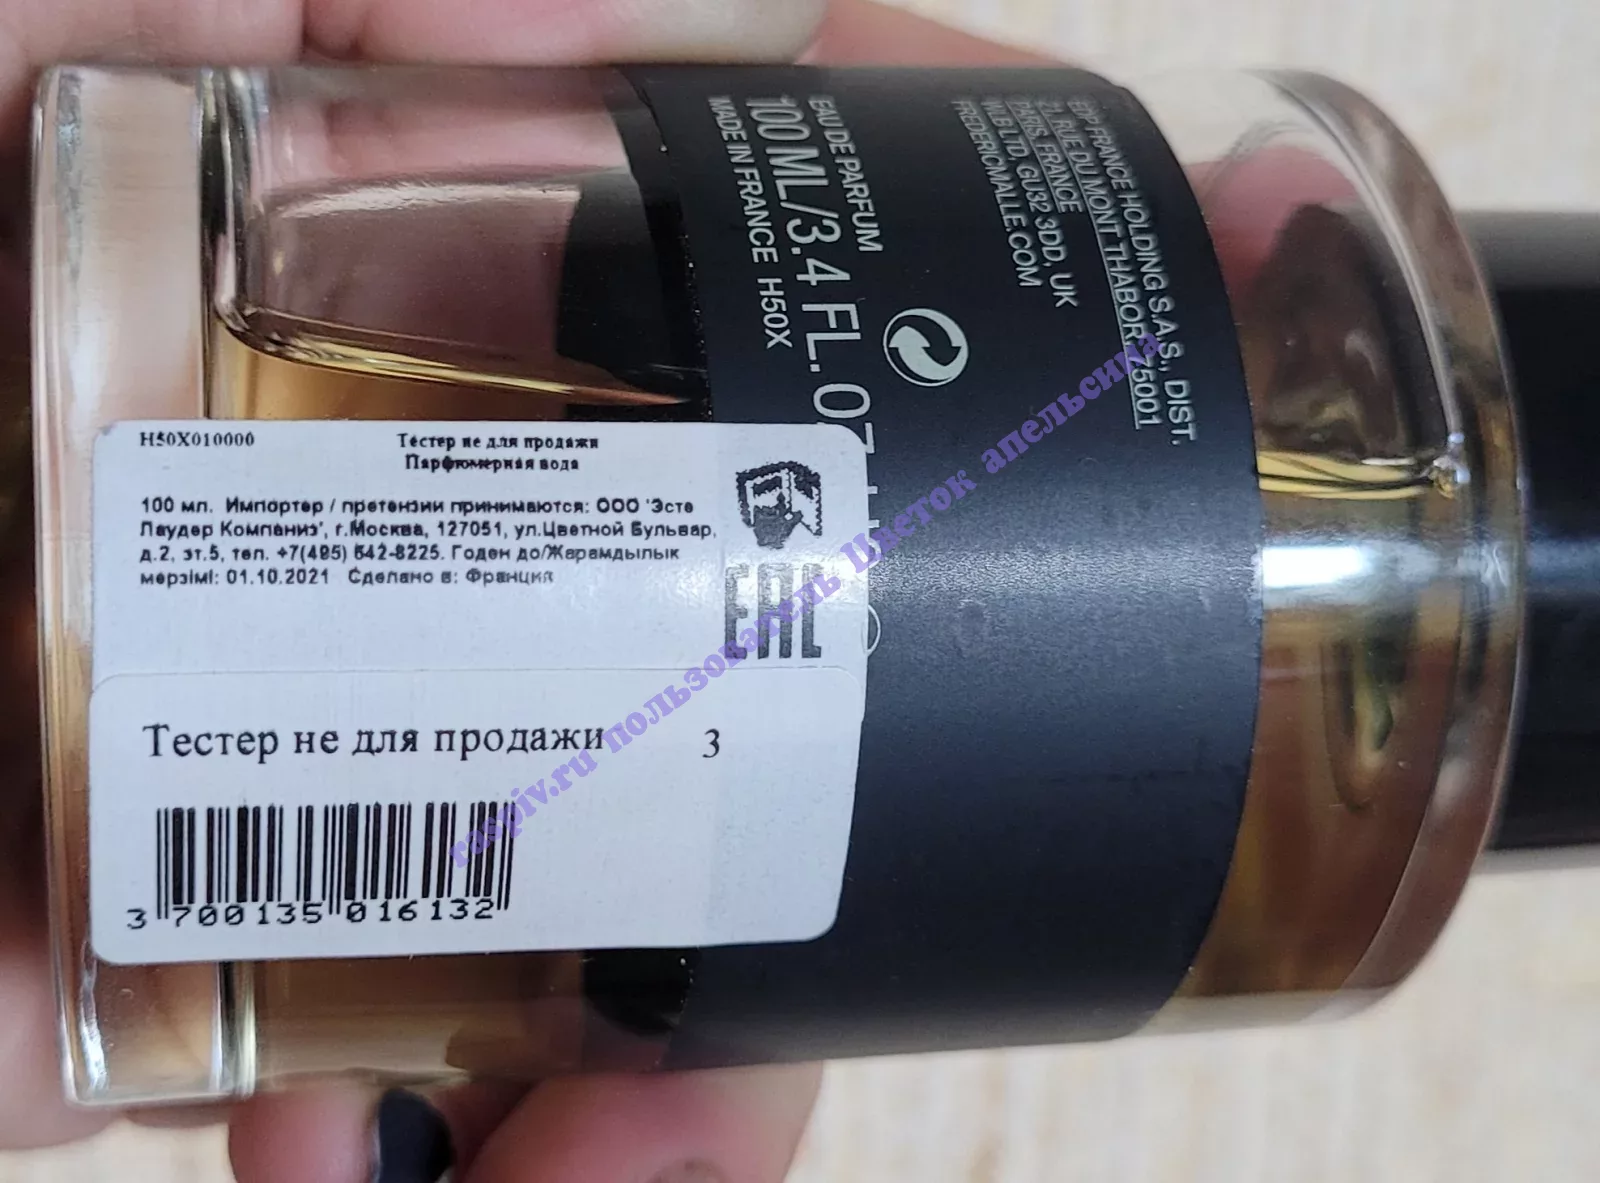 EAU DE PARFUM
100 ML/3.4 FL. OZ
MADE IN FRANCE H50X
EDP FRANCE HOLDING S.A.S., DIST.
21, RUE DU MONT THABOR 75001
PARIS, FRANCE
WJB LTD, GU32 3DD, UK
FREDERICMALLE.COM
H50X010000
Тестер не для продажи
Парфюмерная вода
100 мл. Импортер / претензии принимаются: ООО 'Эсте
Лаудер Компаниз', г.Москва, 127051, ул.Цветной Бульвар,
д.2, эт.5, тел. +7(495) 642-8225. Годен до/Жарамдылык
мерзімі: 01.10.2021 Сделано в: Франция
EAC
Тестер не для продажи 3
3 700135 016132
raspiv.ru пользователь Цветок апельсина